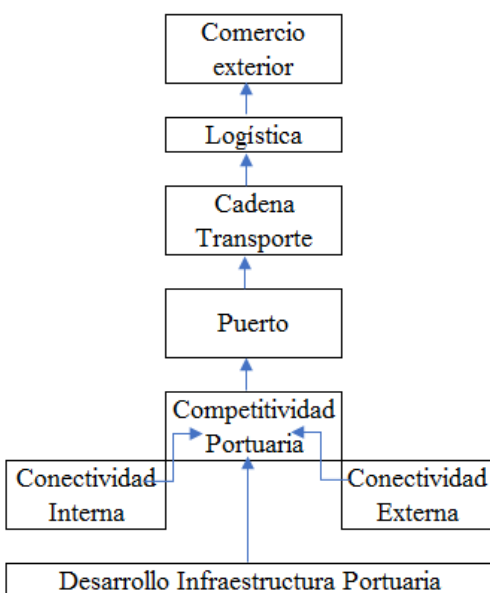 Comercio
exterior
Logística
Cadena
Transporte
Puerto
Competitividad
Portuaria
Conectividad
Interna
Conectividad
Externa
Desarrollo Infraestructura Portuaria